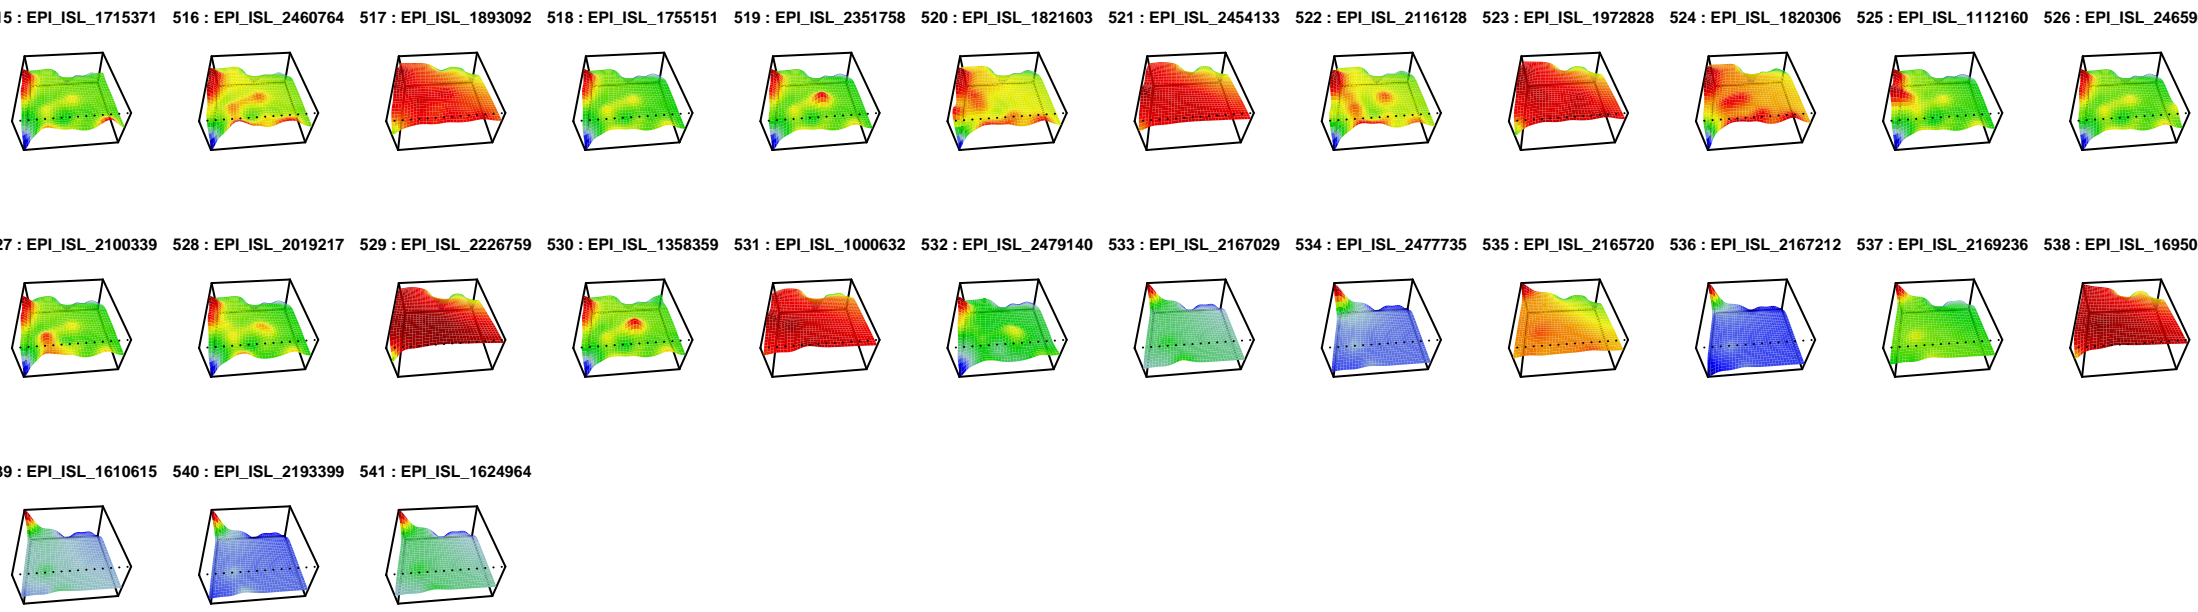 15 : EPI_ISL_1715371 516 : EPI_ISL_2460764 517 : EPI_ISL_1893092 518 : EPI_ISL_1755151 519 : EPI_ISL_2351758 520 : EPI_ISL_1821603 521 : EPI_ISL_2454133 522 : EPI_ISL_2116128 523 : EPI_ISL_1972828 524 : EPI_ISL_1820306 525 : EPI_ISL_1112160 526 : EPI_ISL_24659
27 : EPI_ISL_2100339 528 : EPI_ISL_2019217 529 : EPI_ISL_2226759 530 : EPI_ISL_1358359 531 : EPI_ISL_1000632 532 : EPI_ISL_2479140 533 : EPI_ISL_2167029 534 : EPI_ISL_2477735 535 : EPI_ISL_2165720 536 : EPI_ISL_2167212 537 : EPI_ISL_2169236 538 : EPI_ISL_16950
39 : EPI_ISL_1610615 540 : EPI_ISL_2193399 541 : EPI_ISL_1624964